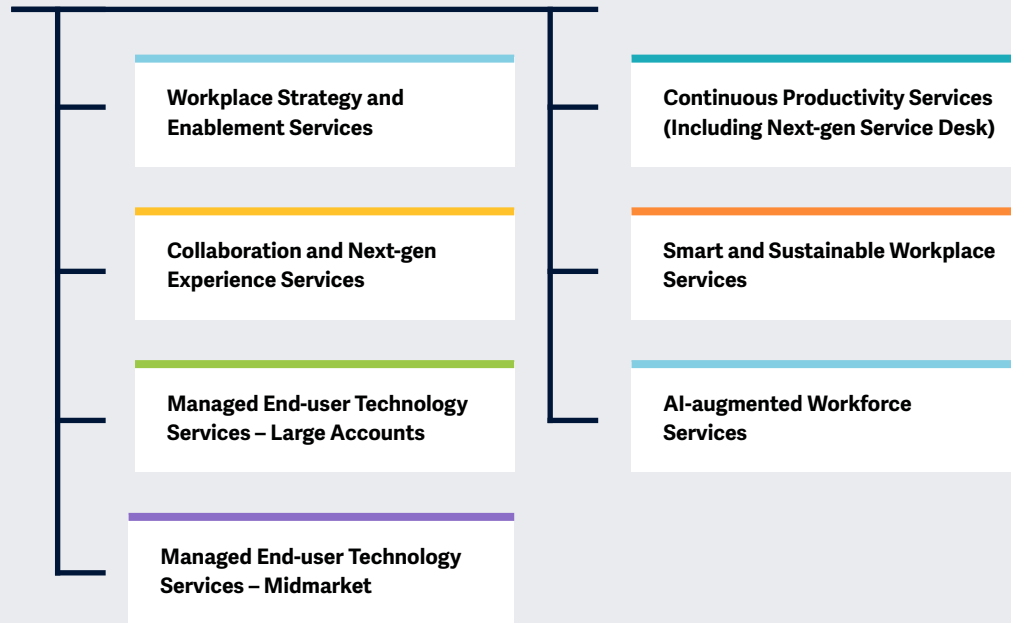 Workplace Strategy and
Enablement Services
Collaboration and Next-gen
Experience Services
Managed End-user Technology
Services – Large Accounts
Managed End-user Technology
Services – Midmarket
Continuous Productivity Services
(Including Next-gen Service Desk)
Smart and Sustainable Workplace
Services
AI-augmented Workforce
Services